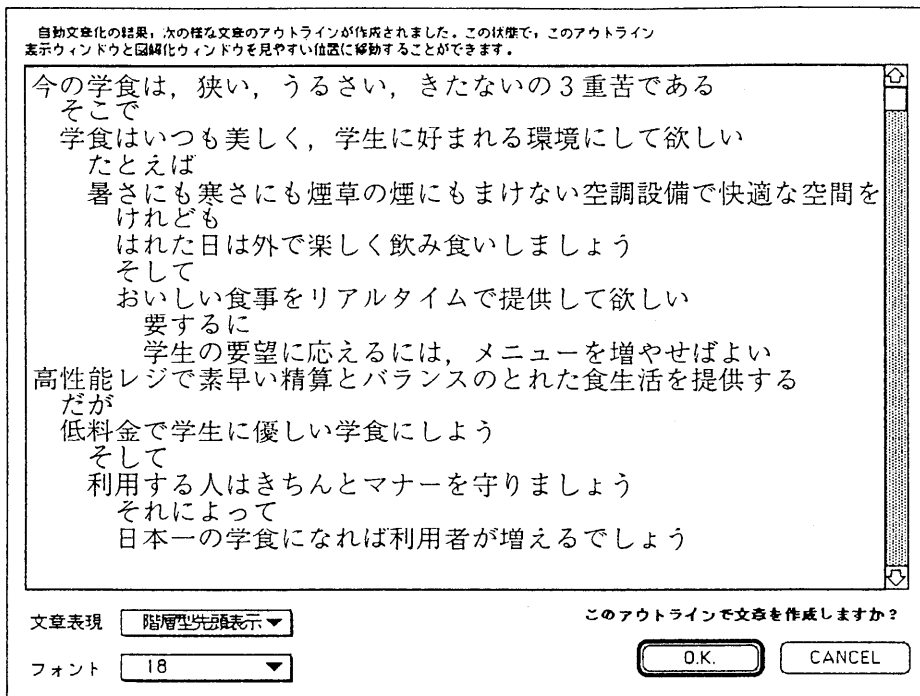 自動文章化の結果，次の様な文章のアウトラインが作成されました．この状態で，このアウトライン
表示ウィンドウと図解化ウィンドウを見やすい位置に移動することができます．
今の学食は，狭い，うるさい，きたないの３重苦である
そこで
学食はいつも美しく，学生に好まれる環境にして欲しい
たとえば
暑さにも寒さにも煙草の煙にもまけない空調設備で快適な空間を
けれども
はれた日は外で楽しく飲み食いしましょう
そして
おいしい食事をリアルタイムで提供して欲しい
要するに
学生の要望に応えるには，メニューを増やせばよい
高性能レジで素早い精算とバランスのとれた食生活を提供する
だが
低料金で学生に優しい学食にしよう
そして
利用する人はきちんとマナーを守りましょう
それによって
日本一の学食になれば利用者が増えるでしょう
文章表現 階層型先頭表示
このアウトラインで文章を作成しますか？
フォント 18
O.K. CANCEL